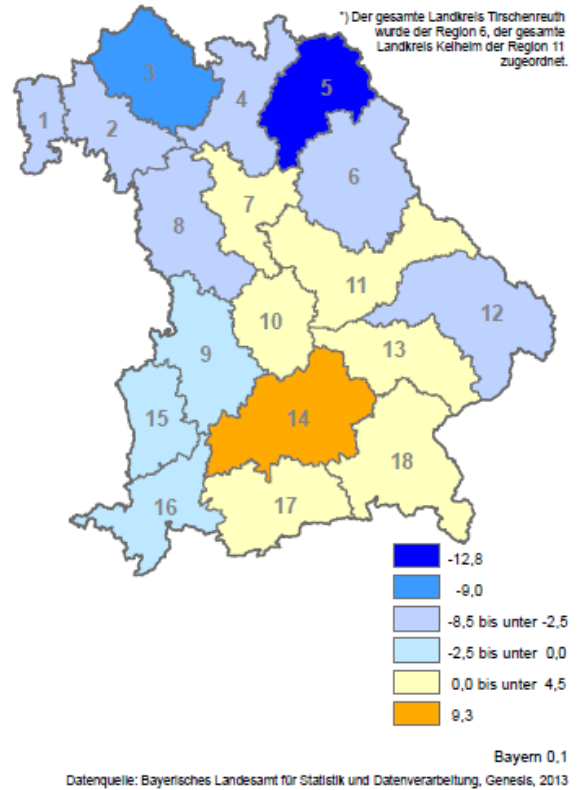 *) Der gesamte Landkreis Tirschenreuth
wurde der Region 6, der gesamte
Landkreis Kelheim der Region 11
zugeordnet.
3
5
4
1
2
6
7
8
11
12
10
13
9
15
14
18
16
17
-12,8
-9,0
-8,5 bis unter -2,5
-2,5 bis unter 0,0
0,0 bis unter 4,5
9,3
Bayern 0,1
Datenquelle: Bayerisches Landesamt für Statistik und Datenverarbeitung, Genesis, 2013